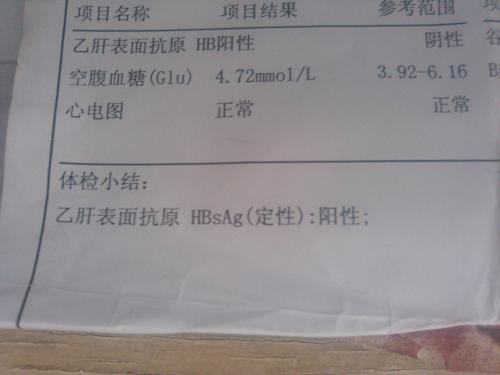 项目名称 项目结果 参考范围 项
乙肝表面抗原 HB阳性 阴性 谷
空腹血糖(Glu) 4.72mmol/L 3.92-6.16 B
心电图 正常 正常
体检小结:
乙肝表面抗原 HBsAg(定性):阳性;